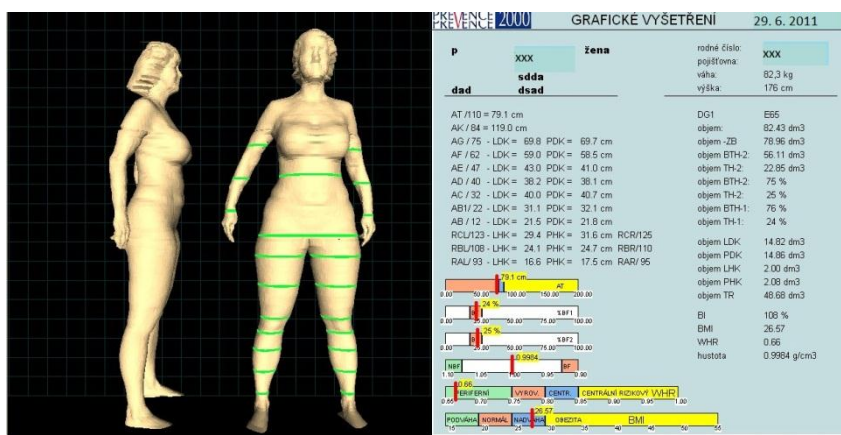 PREVENCE 2000
PREVENCE
GRAFICKÉ VYŠETŘENÍ
29. 6. 2011
p
xxx
žena
sdda
dad
dsad
rodné číslo: xxx
pojišťovna:
váha: 82,3 kg
výška: 176 cm
AT /110 = 79.1 cm
AK / 84 = 119.0 cm
AG / 75 - LDK = 69.8 PDK = 69.7 cm
AF / 62 - LDK = 59.0 PDK = 58.5 cm
AE / 47 - LDK = 43.0 PDK = 41.0 cm
AD / 40 - LDK = 38.2 PDK = 38.1 cm
AC / 32 - LDK = 40.0 PDK = 40.7 cm
AB1/ 22 - LDK = 31.1 PDK = 32.1 cm
AB / 12 - LDK = 21.5 PDK = 21.8 cm
RCL/123 - LHK = 29.4 PHK = 31.6 cm RCR/125
RBL/108 - LHK = 24.1 PHK = 24.7 cm RBR/110
RAL/ 93 - LHK = 16.6 PHK = 17.5 cm RAR/ 95
DG1 E65
objem: 82.43 dm3
objem -ZB 78.96 dm3
objem BTH-2: 56.11 dm3
objem TH-2: 22.85 dm3
objem BTH-2: 75 %
objem TH-2: 25 %
objem BTH-1: 76 %
objem TH-1: 24 %
objem LDK 14.82 dm3
objem PDK 14.86 dm3
objem LHK 2.00 dm3
objem PHK 2.08 dm3
objem TR 48.68 dm3
BI 108 %
BMI 26.57
WHR 0.66
hustota 0.9984 g/cm3
79.1 cm
AT
0.00 50.00 100.00 150.00 200.00
24 %
%BF1
0.00 25.00 50.00 75.00 100.00
25 %
%BF2
0.00 25.00 50.00 75.00 100.00
0.9984
NBF BF
1.10 1.05 1.00 0.95 0.90
0.66
PERIFERNÍ VYROV. CENTR. CENTRÁLNÍ RIZIKOVÝ WHR
0.65 0.70 0.75 0.80 0.85 0.90 0.95 1.00
26.57
PODVÁHA NORMÁL NADVÁHA OBEZITA BMI
15 20 25 30 35 40 45 50 55